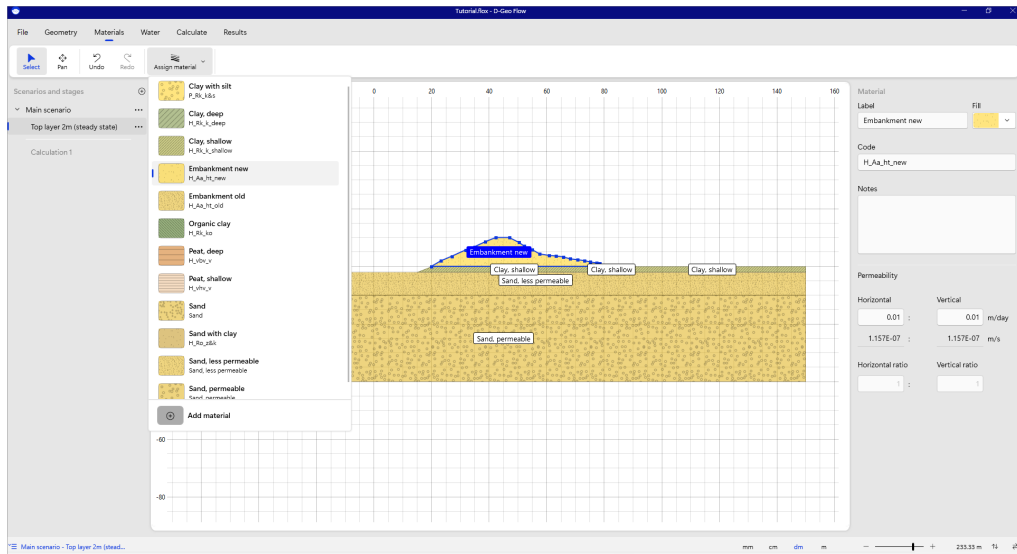 Tutorial.flox - D-Geo Flow
File Geometry Materials Water Calculate Results
Select Pan Undo Redo Assign material
Scenarios and stages
Main scenario
Top layer 2m (steady state)
Calculation 1
Clay with silt
P_Rk_k&s
Clay, deep
H_Rk_k_deep
Clay, shallow
H_Rk_k_shallow
Embankment new
H_Aa_ht_new
Embankment old
H_Aa_ht_old
Organic clay
H_Rk_ko
Peat, deep
H_vbv_v
Peat, shallow
H_vhv_v
Sand
Sand
Sand with clay
H_Ro_z&k
Sand, less permeable
Sand, less permeable
Sand, permeable
Sand, permeable
Add material
0 20 40 60 80 100 120 140 160
Embankment new
Clay, shallow Clay, shallow Clay, shallow
Sand, less permeable
Sand, permeable
-60
-80
Material
Label Fill
Embankment new
Code
H_Aa_ht_new
Notes
Permeability
Horizontal Vertical
0.01 : 0.01 m/day
1.157E-07 : 1.157E-07 m/s
Horizontal ratio Vertical ratio
1 : 1
Main scenario - Top layer 2m (stead...
mm cm dm m
233.33 m